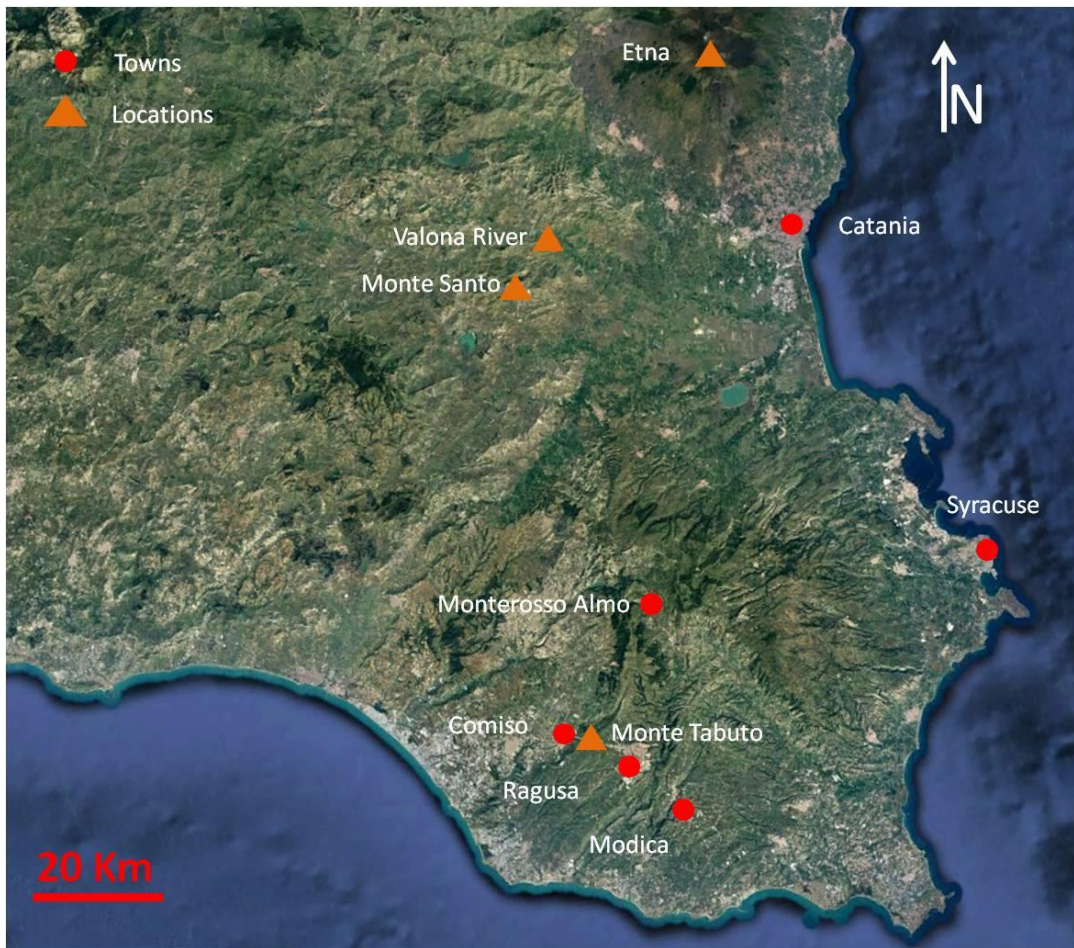 Towns
Locations
Etna
N
Catania
Valona River
Monte Santo
Syracuse
Monterosso Almo
Comiso
Monte Tabuto
Ragusa
Modica
20 Km